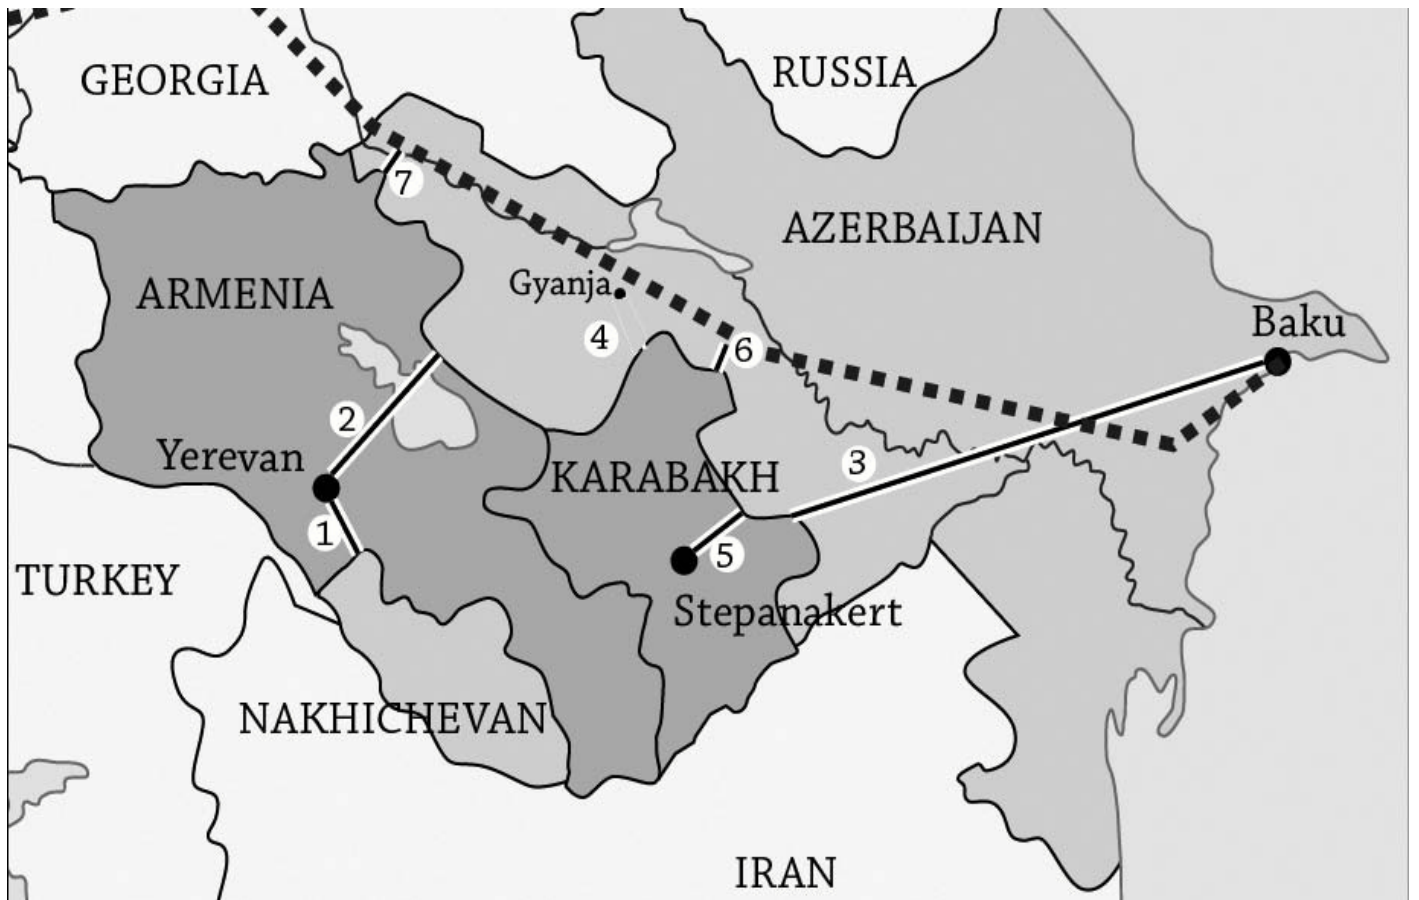 GEORGIA
RUSSIA
7
AZERBAIJAN
ARMENIA
Gyanja
4
6
Baku
2
Yerevan
KARABAKH
3
1
5
TURKEY
Stepanakert
NAKHICHEVAN
IRAN